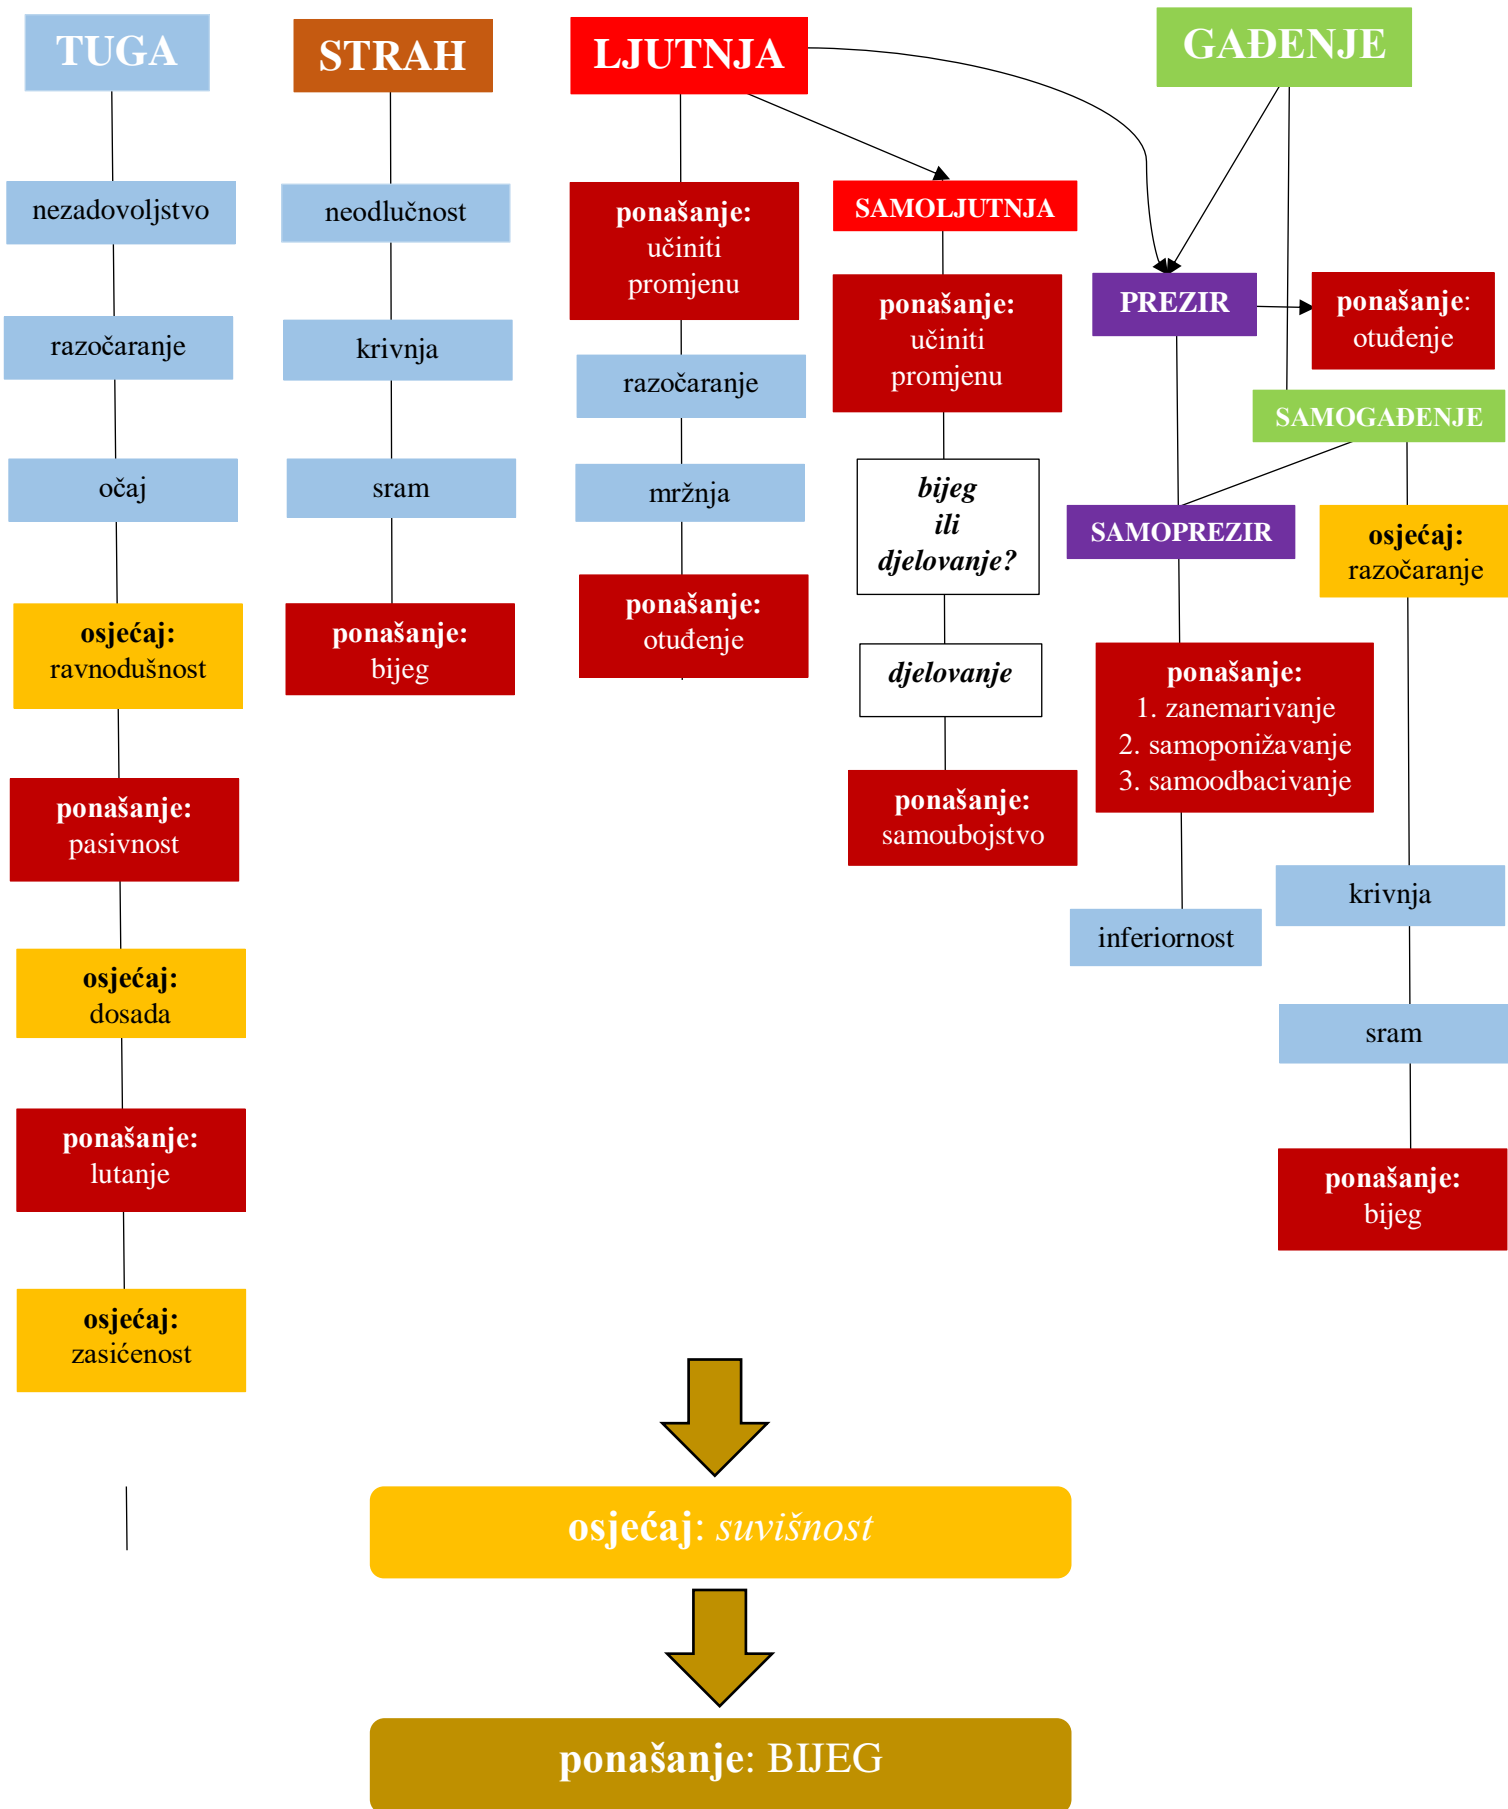 TUGA
nezadovoljstvo
razočaranje
očaj
osjećaj:
ravnodušnost
ponašanje:
pasivnost
osjećaj:
dosada
ponašanje:
lutanje
osjećaj:
zasićenost
STRAH
neodlučnost
krivnja
sram
ponašanje:
bijeg
LJUTNJA
ponašanje:
učiniti
promjenu
razočaranje
mržnja
ponašanje:
otuđenje
SAMOLJUTNJA
ponašanje:
učiniti
promjenu
bijeg
ili
djelovanje?
djelovanje
ponašanje:
samoubojstvo
GAĐENJE
PREZIR
ponašanje:
otuđenje
SAMOGAĐENJE
SAMOPREZIR
ponašanje:
1. zanemarivanje
2. samoponižavanje
3. samoodbacivanje
inferiornost
osjećaj:
razočaranje
krivnja
sram
ponašanje:
bijeg
osjećaj: suvišnost
ponašanje: BIJEG